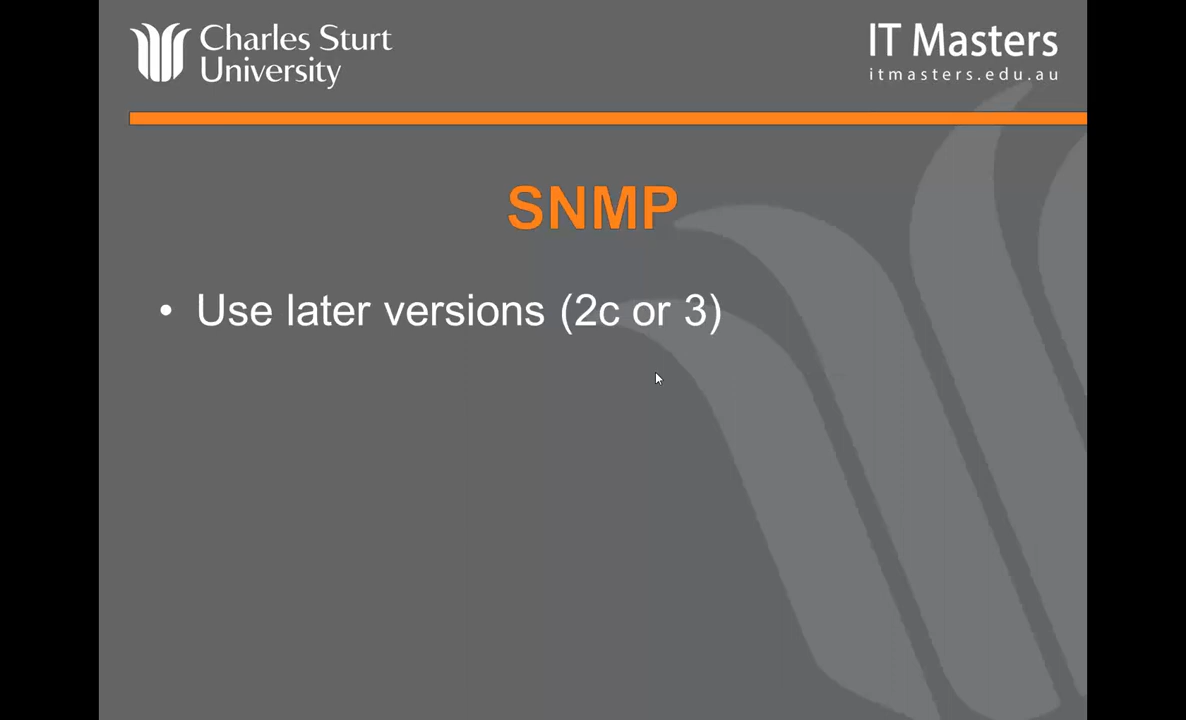 Charles Sturt
University
IT Masters
itmasters.edu.au
SNMP
• Use later versions (2c or 3)